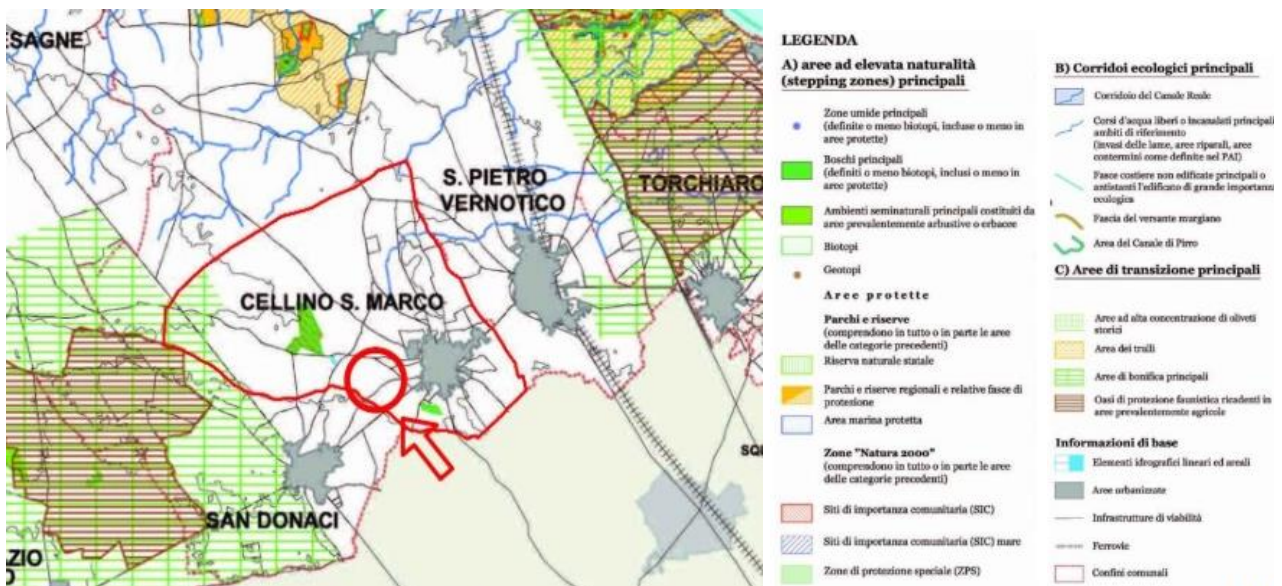 ESAGNE
S. PIETRO
VERNOTICO
TORCHIARO
CELLINO S. MARCO
SAN DONACI
SQ
ZIO
LEGENDA
A) aree ad elevata naturalità
(stepping zones) principali
Zone umide principali
(definite o meno biotopi, incluse o meno in
aree protette)
Boschi principali
(definiti o meno biotopi, inclusi o meno in
aree protette)
Ambienti seminaturali principali costituiti da
aree prevalentemente arbustive o erbacee
Biotopi
Geotopi
Aree protette
Parchi e riserve
(comprendono in tutto o in parte le aree
delle categorie precedenti)
Riserva naturale statale
Parchi e riserve regionali e relative fasce di
protezione
Area marina protetta
Zone "Natura 2000"
(comprendono in tutto o in parte le aree
delle categorie precedenti)
Siti di importanza comunitaria (SIC)
Siti di importanza comunitaria (SIC) mare
Zone di protezione speciale (ZPS)
B) Corridoi ecologici principali
Corridoio del Canale Reale
Corsi d'acqua liberi o incanalati principali
ambiti di riferimento
(invasi delle lame, aree riparali, aree
contermini come definite nel PAI)
Fasce costiere non edificate principali o
antistanti l'edificato di grande importanza
ecologica
Fascia del versante murgiano
Area del Canale di Pirro
C) Aree di transizione principali
Aree ad alta concentrazione di oliveti
storici
Area dei trulli
Aree di bonifica principali
Oasi di protezione faunistica ricadenti in
aree prevalentemente agricole
Informazioni di base
Elementi idrografici lineari ed areali
Aree urbanizzate
Infrastrutture di viabilità
Ferrovie
Confini comunali